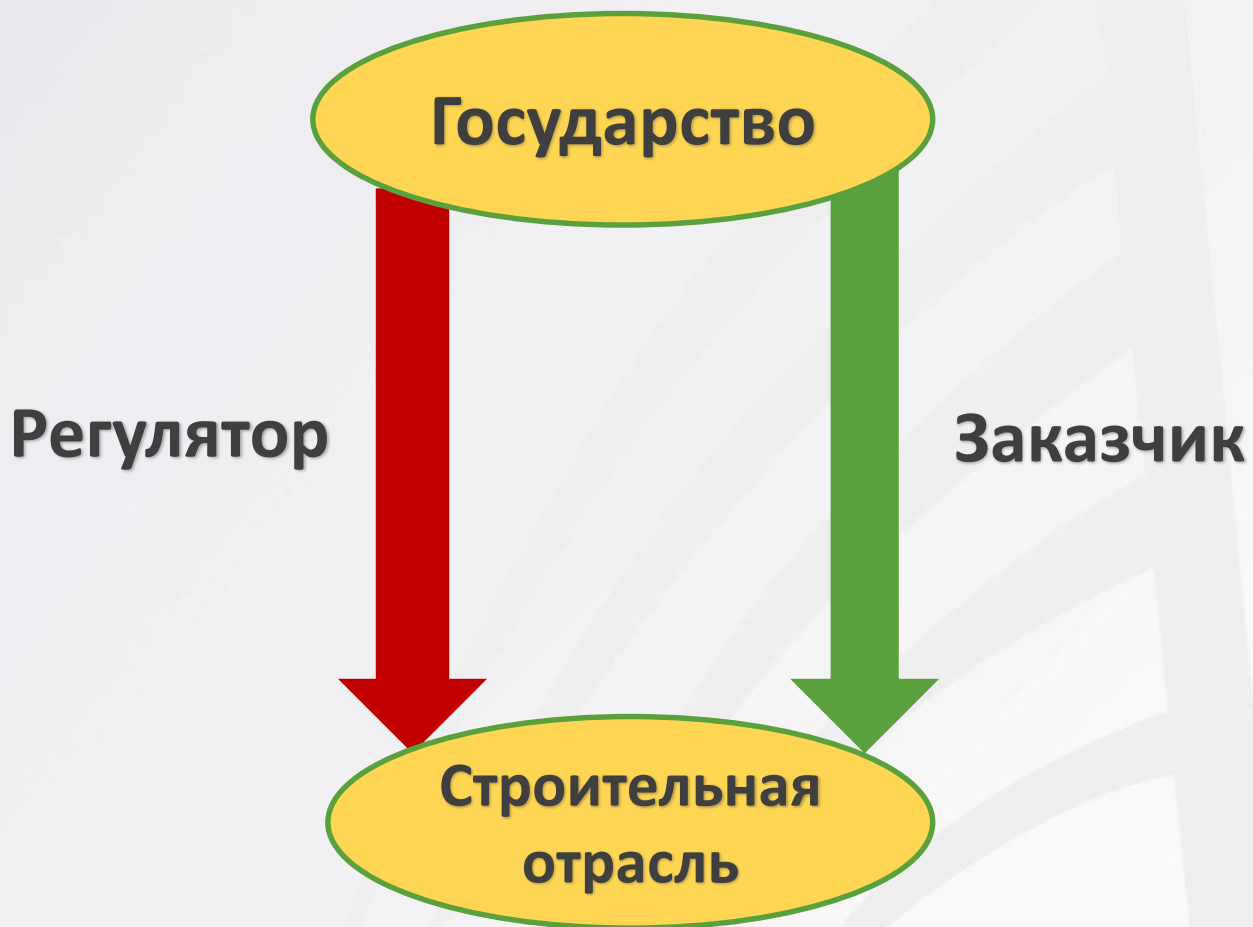 Государство
Регулятор
Заказчик
Строительная
отрасль